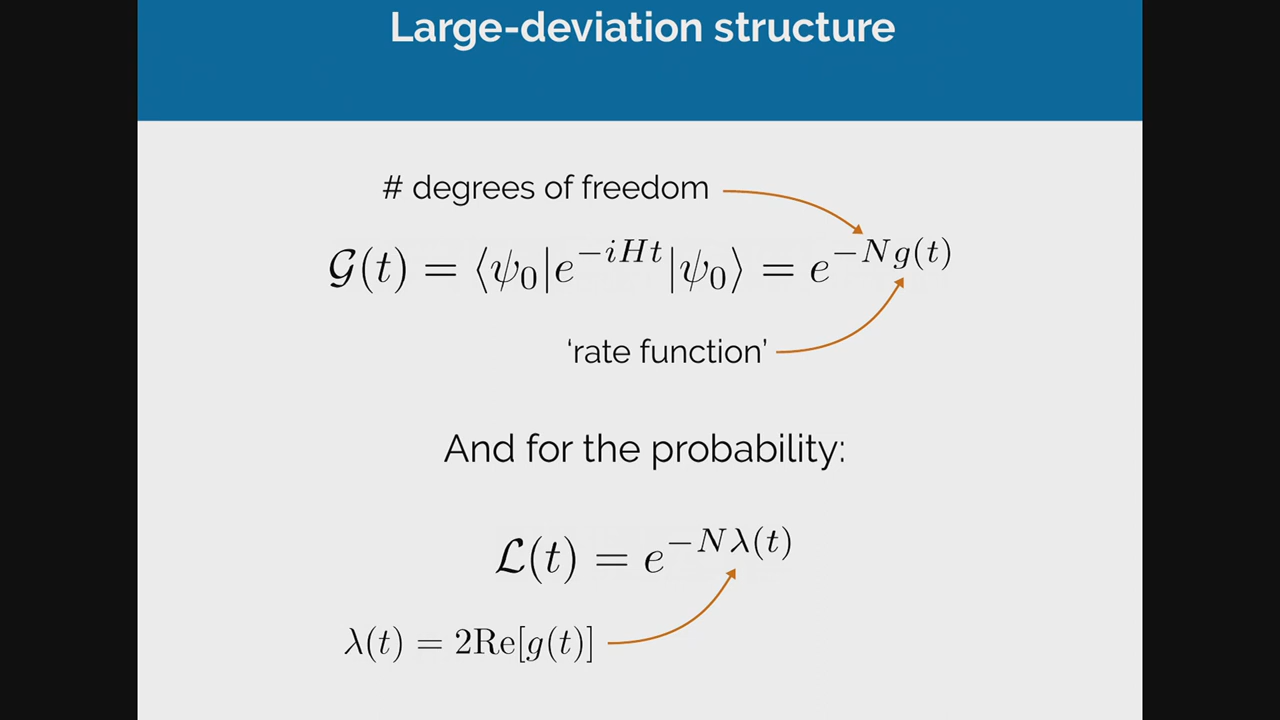 Large-deviation structure
# degrees of freedom
𝒢(t) = ⟨ψ₀|e^{-iHt}|ψ₀⟩ = e^{-Ng(t)}
‘rate function’
And for the probability:
ℒ(t) = e^{-Nλ(t)}
λ(t) = 2Re[g(t)]